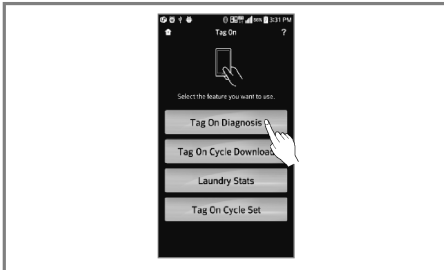 3:31 PM
Tag On
?
Select the feature you want to use.
Tag On Diagnosis
Tag On Cycle Download
Laundry Stats
Tag On Cycle Set